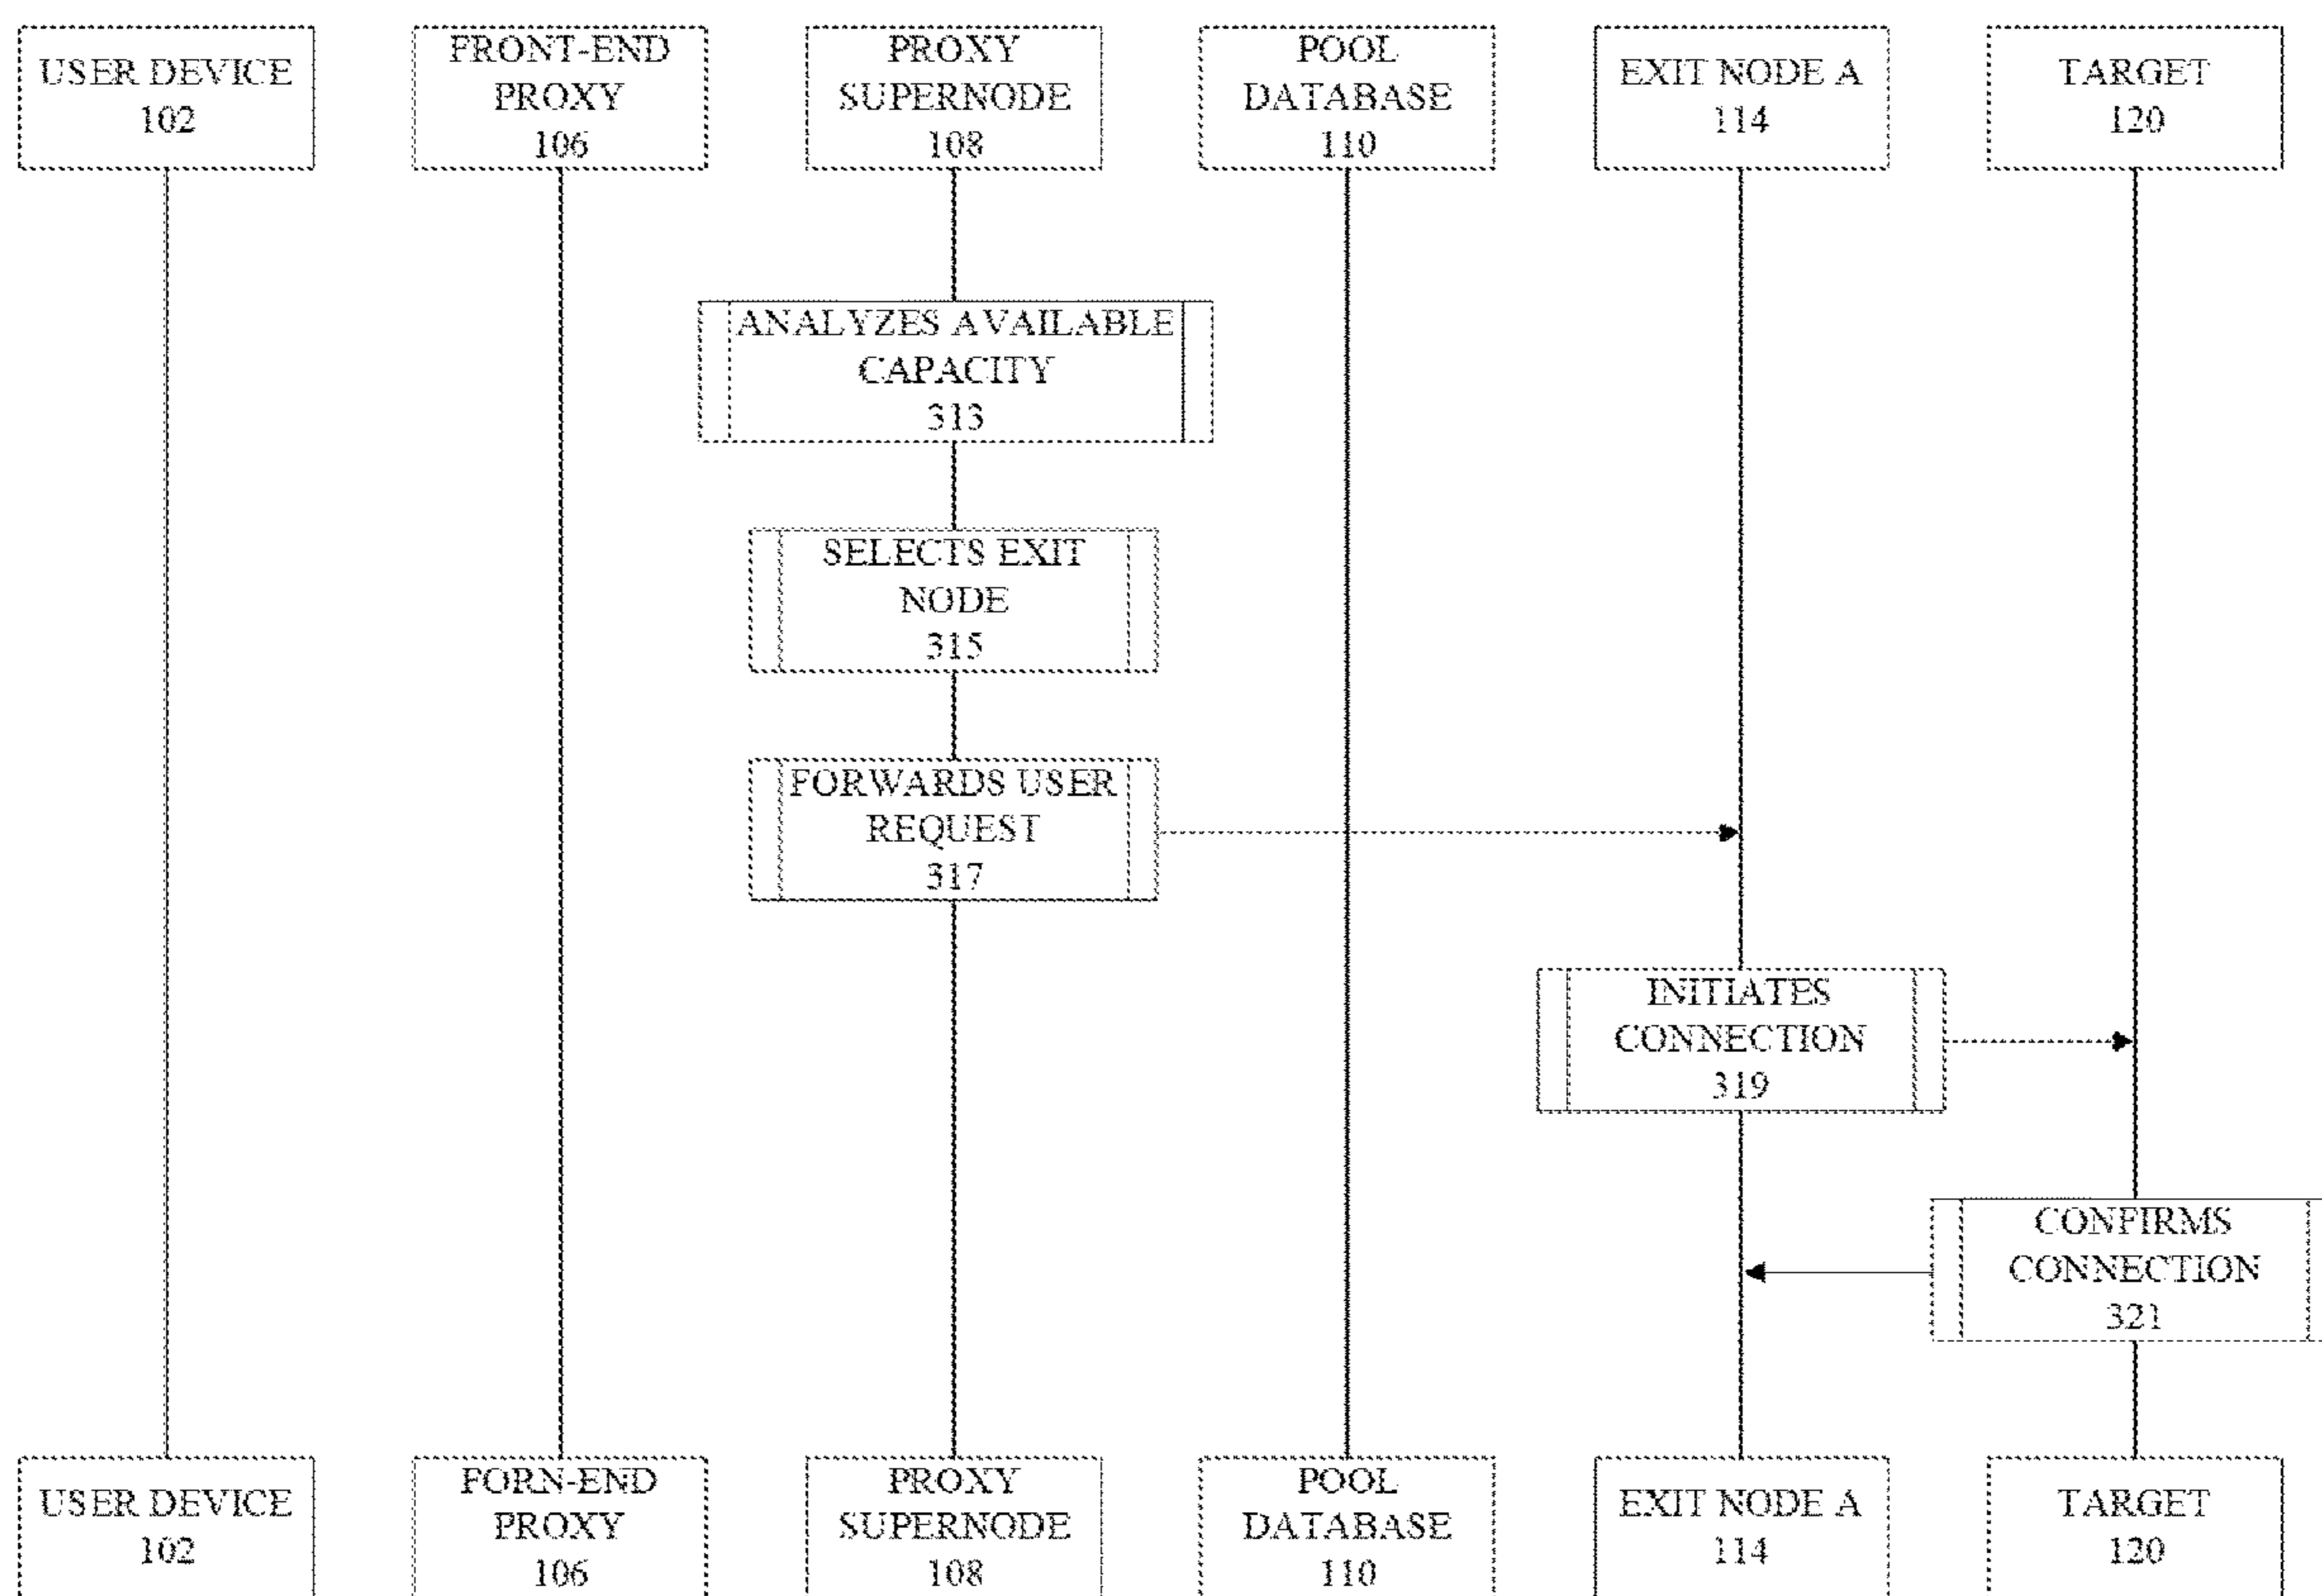 USER DEVICE
102
FRONT-END
PROXY
106
PROXY
SUPERNODE
108
POOL
DATABASE
110
EXIT NODE A
114
TARGET
120
ANALYZES AVAILABLE
CAPACITY
313
SELECTS EXIT
NODE
315
FORWARDS USER
REQUEST
317
INITIATES
CONNECTION
319
CONFIRMS
CONNECTION
321
USER DEVICE
102
FORN-END
PROXY
106
PROXY
SUPERNODE
108
POOL
DATABASE
110
EXIT NODE A
114
TARGET
120